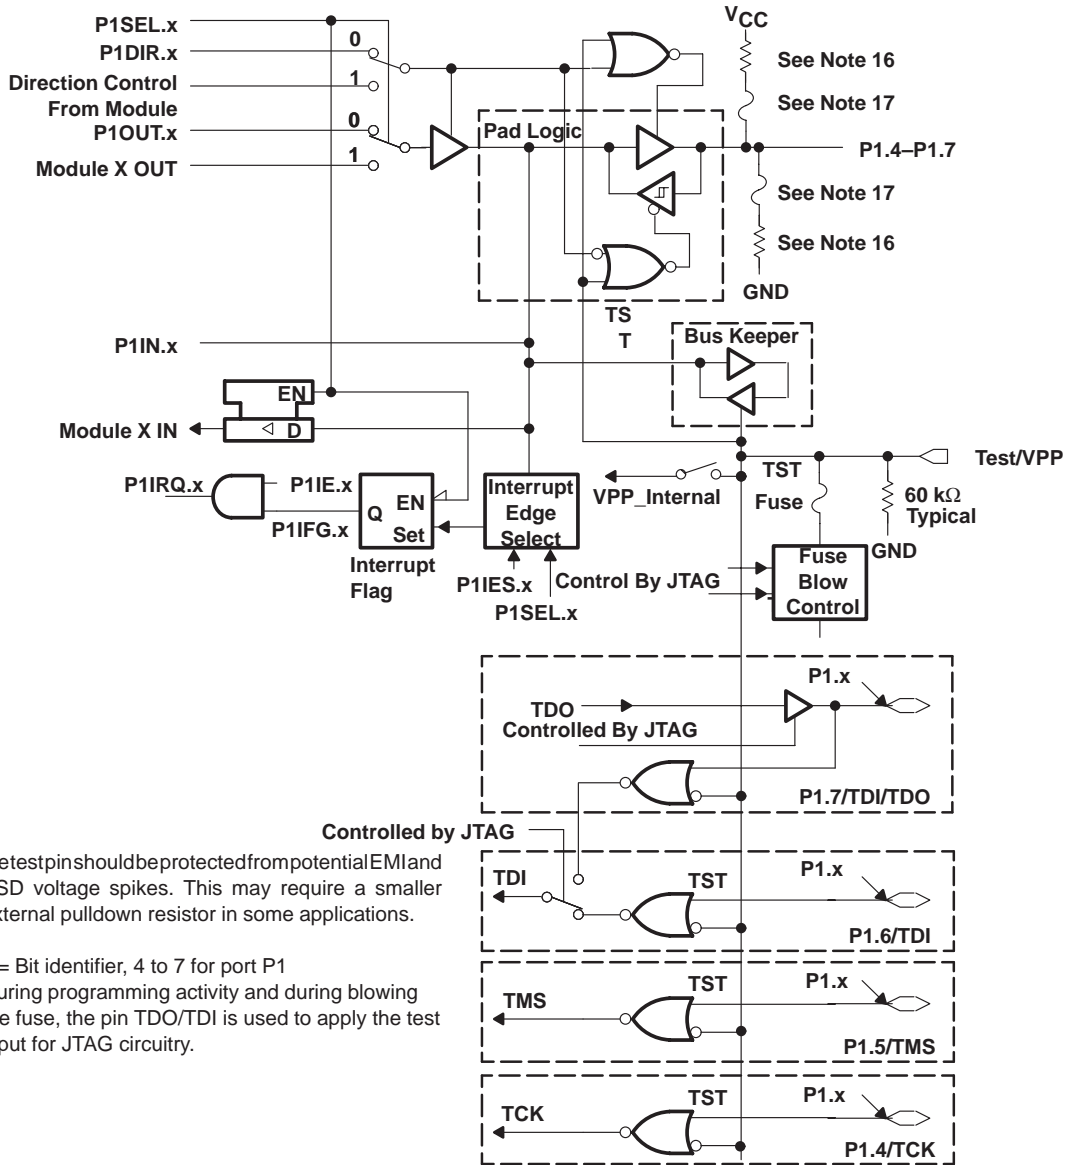 P1SEL.x
P1DIR.x
0
Direction Control
1
From Module
P1OUT.x
0
Module X OUT
1
Pad Logic
VCC
See Note 16
See Note 17
P1.4–P1.7
See Note 17
See Note 16
GND
TS
T
P1IN.x
Bus Keeper
EN
Module X IN
D
P1IRQ.x
P1IE.x
P1IFG.x
Q
EN
Set
Interrupt
Flag
Interrupt
Edge
Select
P1IES.x
P1SEL.x
VPP_Internal
TST
Fuse
Test/VPP
60 kΩ
Typical
GND
Control By JTAG
Fuse
Blow
Control
P1.x
TDO
Controlled By JTAG
P1.7/TDI/TDO
Controlled by JTAG
TDI
TST
P1.x
P1.6/TDI
TMS
TST
P1.x
P1.5/TMS
TCK
TST
P1.x
P1.4/TCK
etestpinshouldbeprotectedfrompotentialEMIand
SD voltage spikes. This may require a smaller
xternal pulldown resistor in some applications.
= Bit identifier, 4 to 7 for port P1
uring programming activity and during blowing
e fuse, the pin TDO/TDI is used to apply the test
put for JTAG circuitry.